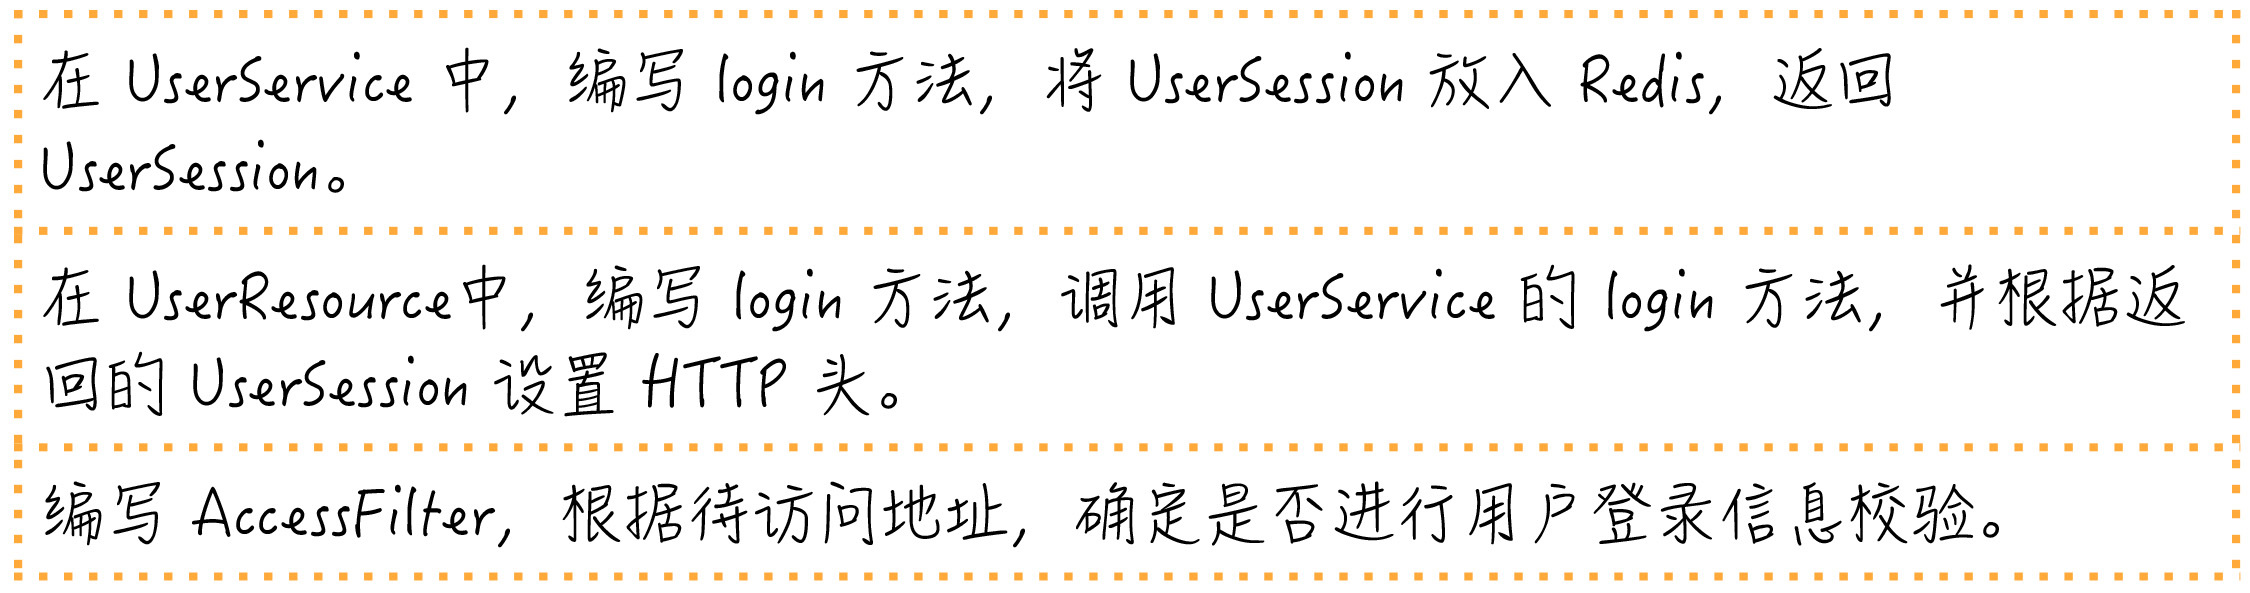 在 UserService 中，编写 login 方法，将 UserSession 放入 Redis，返回
UserSession。
在 UserResource中，编写 login 方法，调用 UserService 的 login 方法，并根据返
回的 UserSession 设置 HTTP 头。
编写 AccessFilter，根据待访问地址，确定是否进行用户登录信息校验。